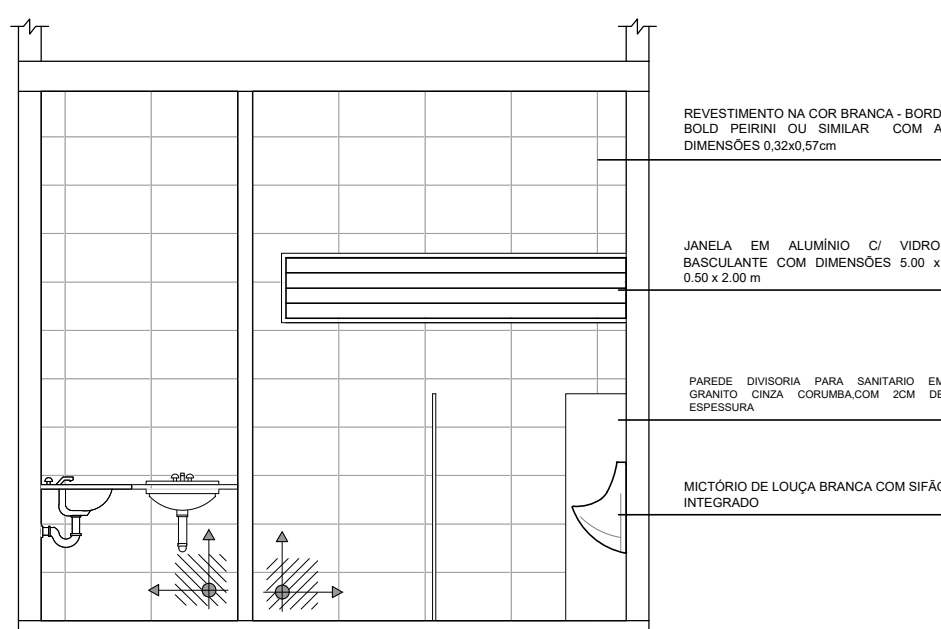 REVESTIMENTO NA COR BRANCA - BORD
BOLD PEIRINI OU SIMILAR COM A
DIMENSÕES 0,32x0,57cm
JANELA EM ALUMÍNIO C/ VIDRO
BASCULANTE COM DIMENSÕES 5.00 x
0.50 x 2.00 m
PAREDE DIVISORIA PARA SANITARIO EM
GRANITO CINZA CORUMBA,COM 2CM DE
ESPESSURA
MICTÓRIO DE LOUÇA BRANCA COM SIFÃO
INTEGRADO